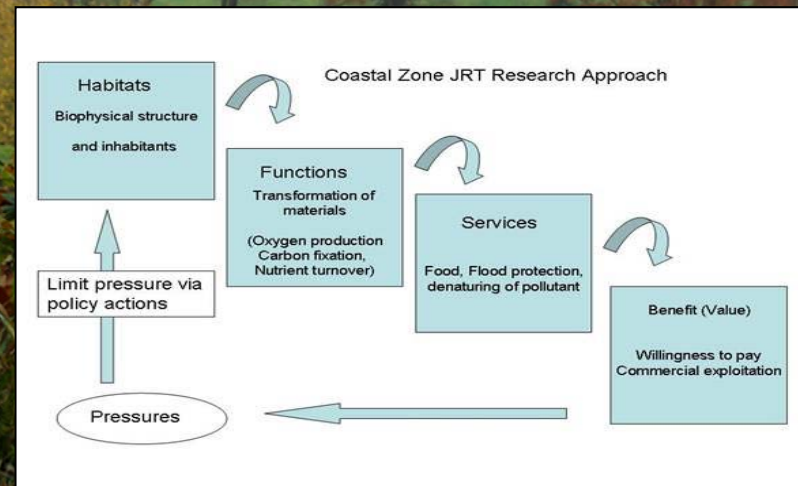 Coastal Zone JRT Research Approach
Habitats
Biophysical structure
and inhabitants
Functions
Transformation of
materials
(Oxygen production
Carbon fixation,
Nutrient turnover)
Services
Food, Flood protection,
denaturing of pollutant
Benefit (Value)
Willingness to pay
Commercial exploitation
Limit pressure via
policy actions
Pressures